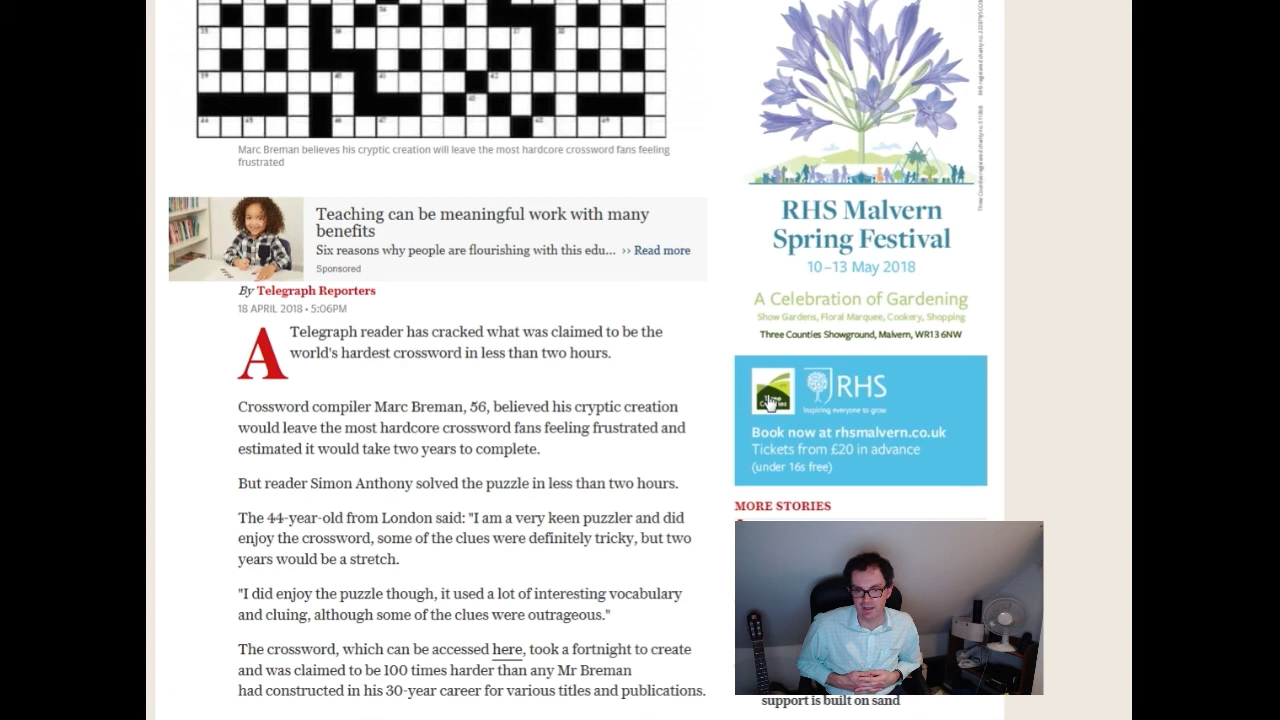 Marc Breman believes his cryptic creation will leave the most hardcore crossword fans feeling
frustrated
Teaching can be meaningful work with many
benefits
Six reasons why people are flourishing with this edu... ›› Read more
Sponsored
By Telegraph Reporters
18 APRIL 2018 • 5:06PM
A Telegraph reader has cracked what was claimed to be the
world's hardest crossword in less than two hours.
Crossword compiler Marc Breman, 56, believed his cryptic creation
would leave the most hardcore crossword fans feeling frustrated and
estimated it would take two years to complete.
But reader Simon Anthony solved the puzzle in less than two hours.
The 44-year-old from London said: "I am a very keen puzzler and did
enjoy the crossword, some of the clues were definitely tricky, but two
years would be a stretch.
"I did enjoy the puzzle though, it used a lot of interesting vocabulary
and cluing, although some of the clues were outrageous."
The crossword, which can be accessed here, took a fortnight to create
and was claimed to be 100 times harder than any Mr Breman
had constructed in his 30-year career for various titles and publications.
RHS Malvern
Spring Festival
10–13 May 2018
A Celebration of Gardening
Show Gardens, Floral Marquee, Cookery, Shopping
Three Counties Showground, Malvern, WR13 6NW
RHS
Inspiring everyone to grow
Book now at rhsmalvern.co.uk
Tickets from £20 in advance
(under 16s free)
MORE STORIES
support is built on sand